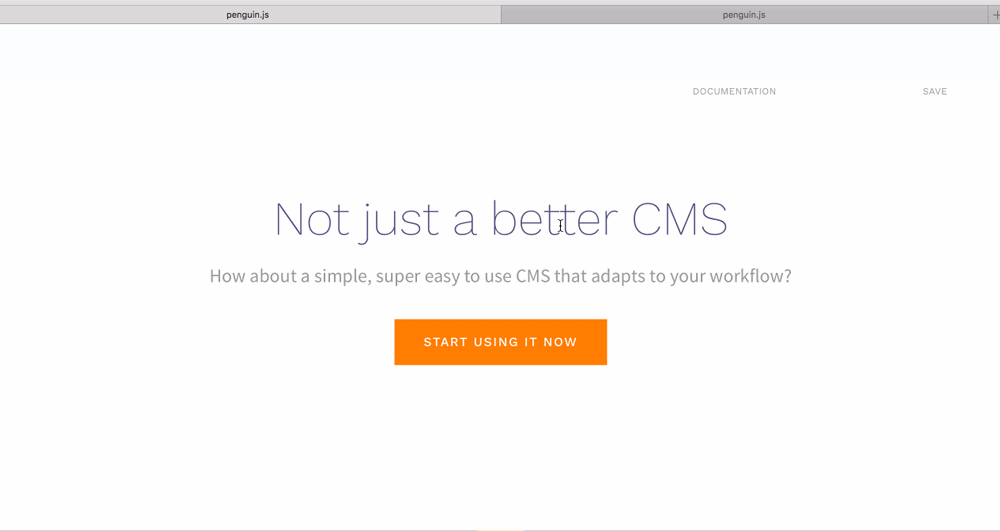 penguin.js
penguin.js
DOCUMENTATION
SAVE
Not just a better CMS
How about a simple, super easy to use CMS that adapts to your workflow?
START USING IT NOW